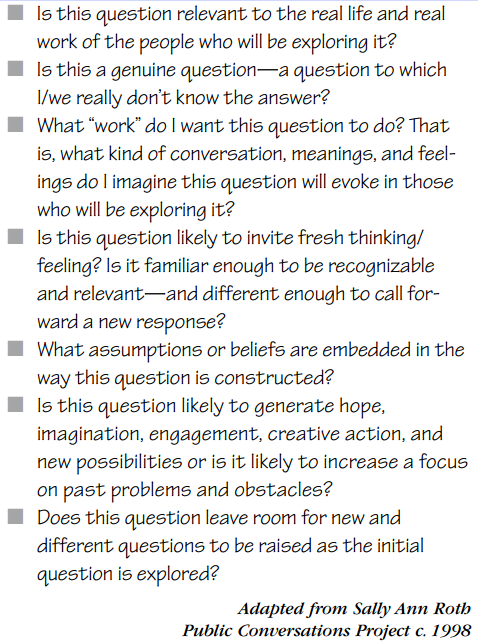 Is this question relevant to the real life and real
work of the people who will be exploring it?
Is this a genuine question—a question to which
I/we really don't know the answer?
What “work” do I want this question to do? That
is, what kind of conversation, meanings, and feel-
ings do I imagine this question will evoke in those
who will be exploring it?
Is this question likely to invite fresh thinking/
feeling? Is it familiar enough to be recognizable
and relevant—and different enough to call for-
ward a new response?
What assumptions or beliefs are embedded in the
way this question is constructed?
Is this question likely to generate hope,
imagination, engagement, creative action, and
new possibilities or is it likely to increase a focus
on past problems and obstacles?
Does this question leave room for new and
different questions to be raised as the initial
question is explored?
Adapted from Sally Ann Roth
Public Conversations Project c. 1998